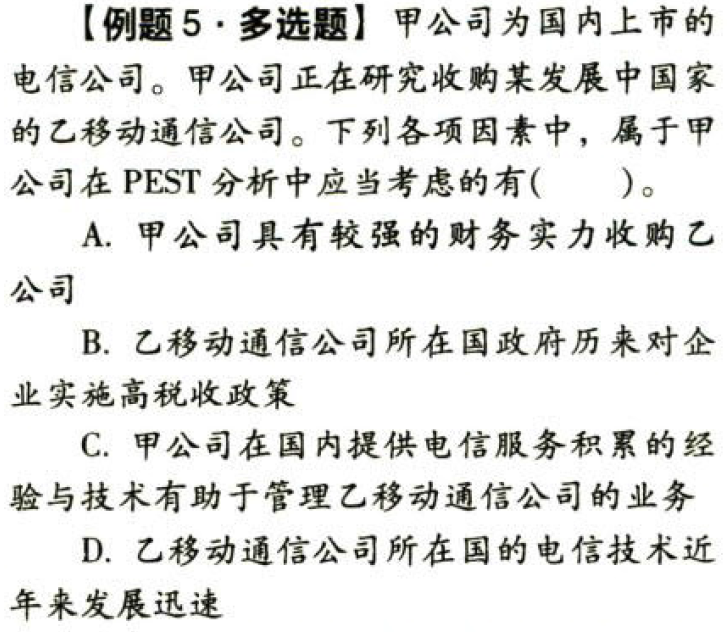 【例题5·多选题】甲公司为国内上市的
电信公司。甲公司正在研究收购某发展中国家
的乙移动通信公司。下列各项因素中，属于甲
公司在PEST分析中应当考虑的有(　　)。
A. 甲公司具有较强的财务实力收购乙
公司
B. 乙移动通信公司所在国政府历来对企
业实施高税收政策
C. 甲公司在国内提供电信服务积累的经
验与技术有助于管理乙移动通信公司的业务
D. 乙移动通信公司所在国的电信技术近
年来发展迅速